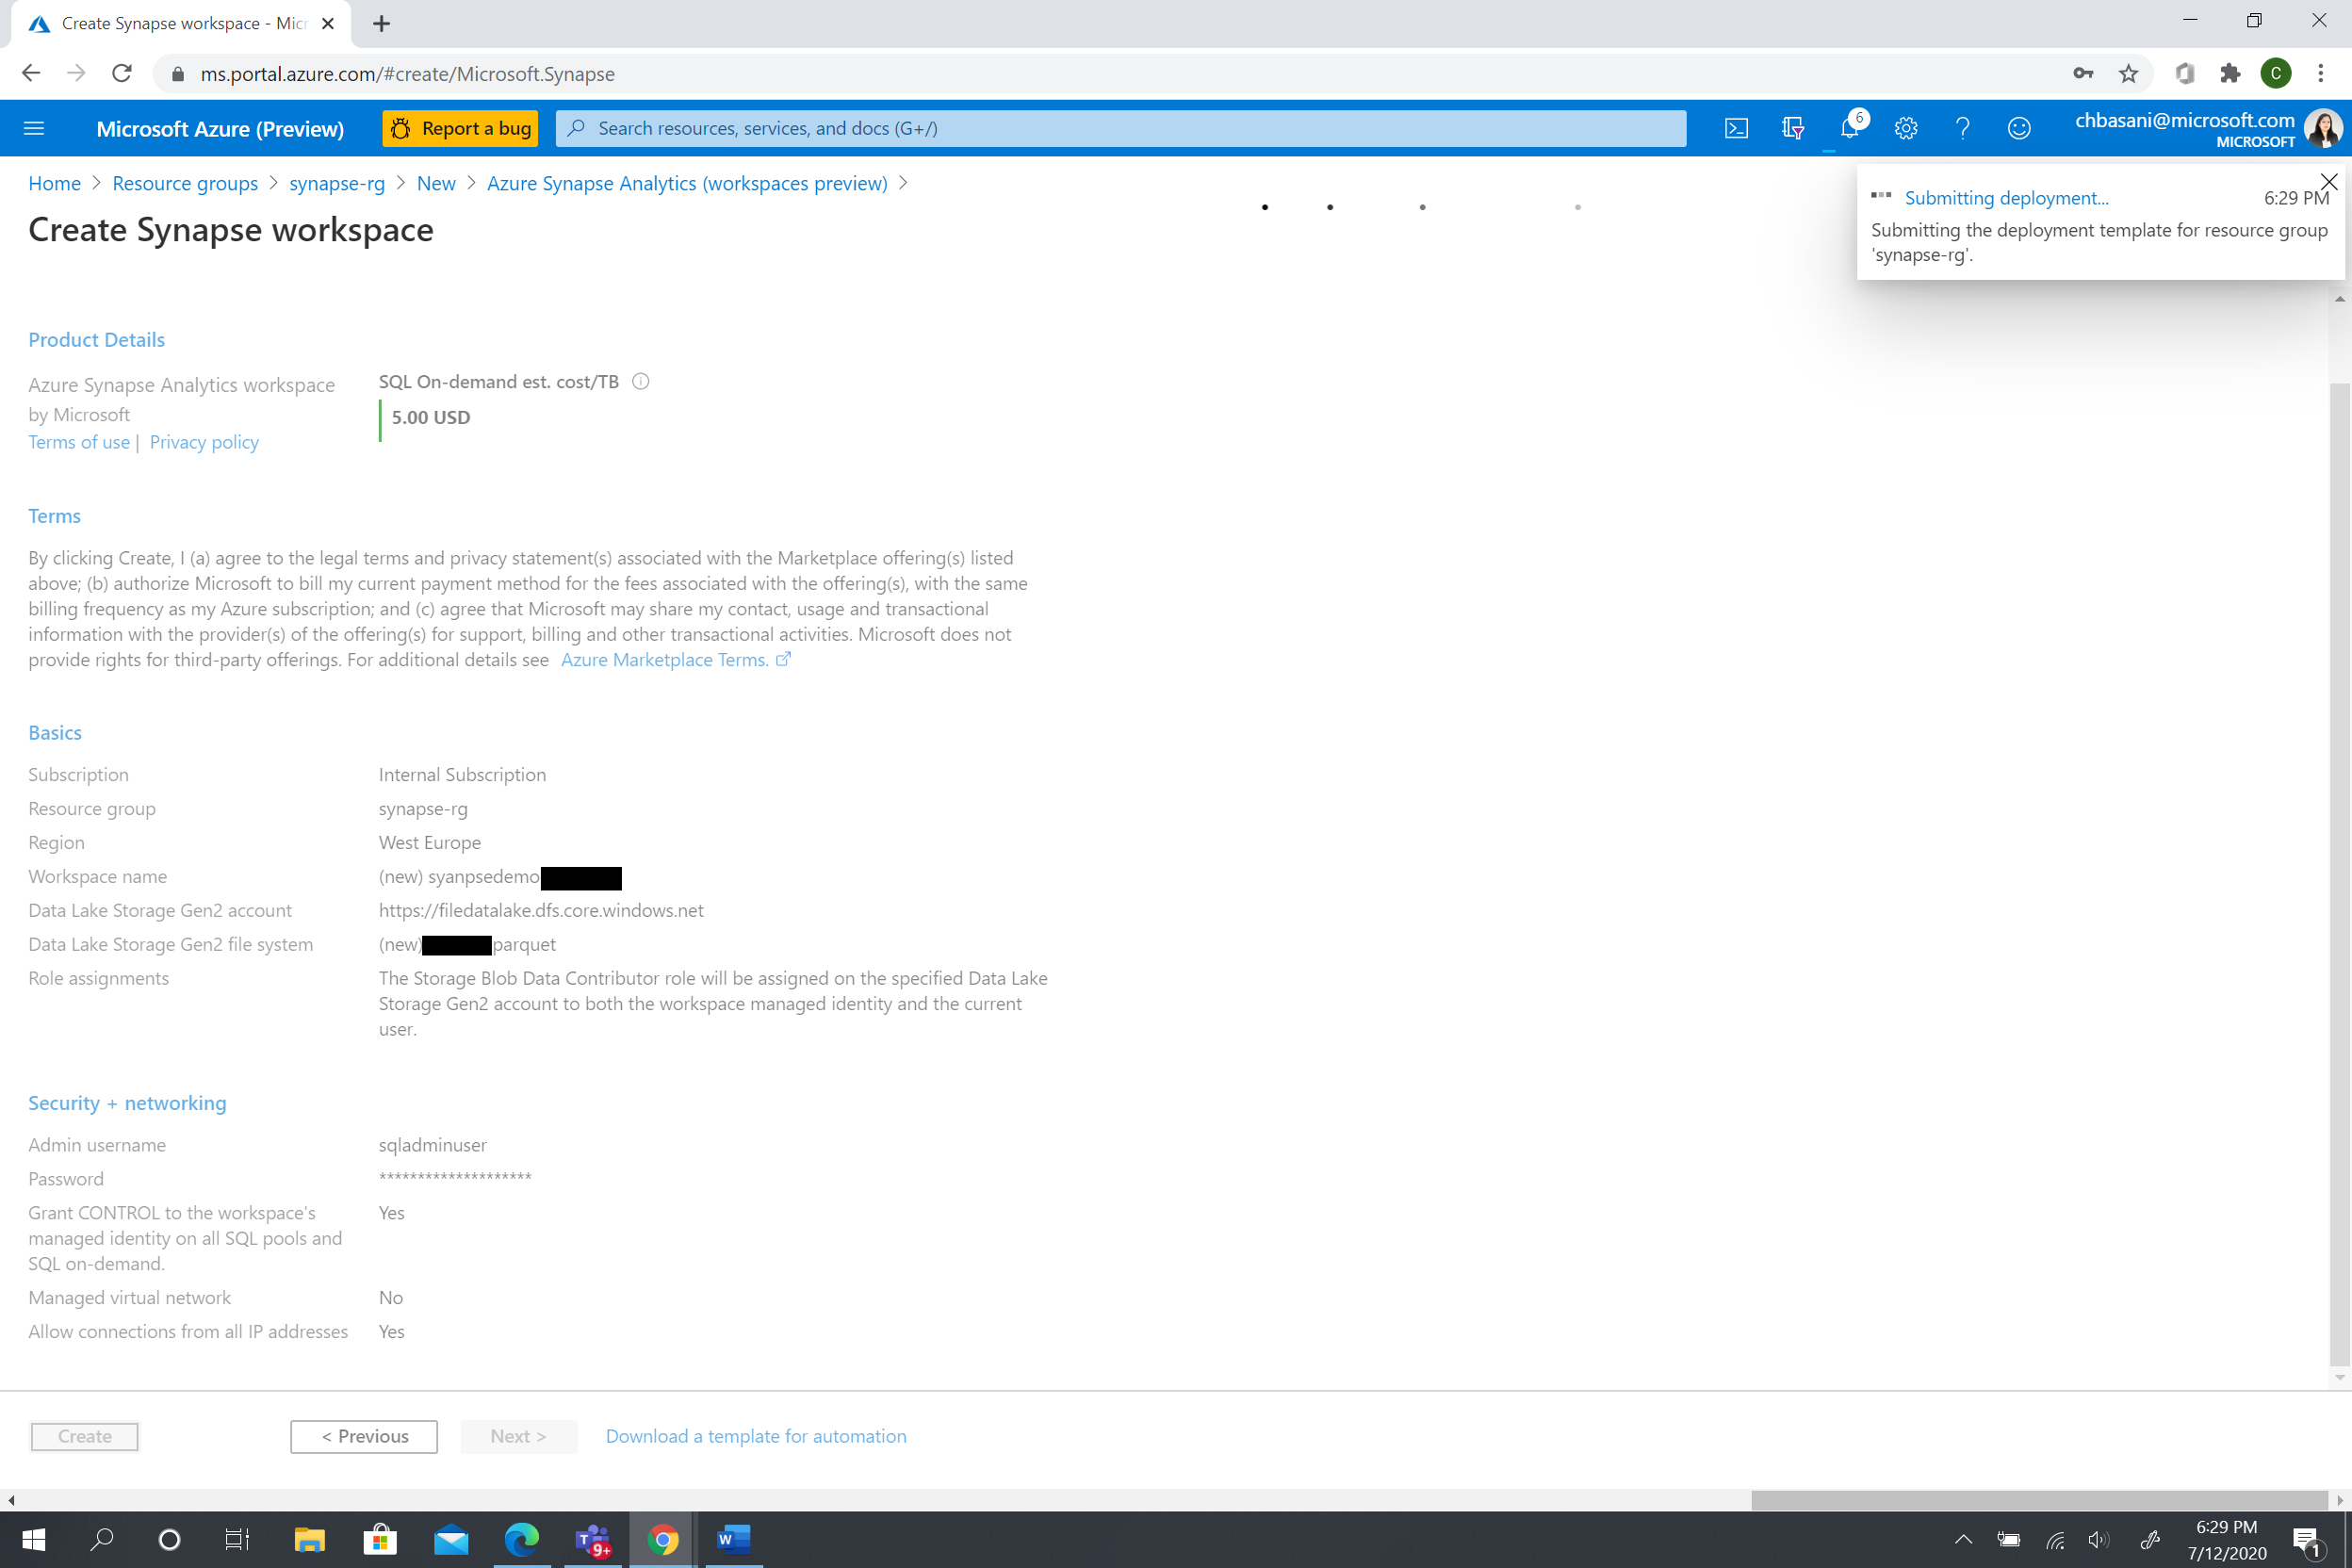 Create Synapse workspace - Micr
ms.portal.azure.com/#create/Microsoft.Synapse
C
Microsoft Azure (Preview)
Report a bug
Search resources, services, and docs (G+/)
6
chbasani@microsoft.com
MICROSOFT
Home > Resource groups > synapse-rg > New > Azure Synapse Analytics (workspaces preview) >
Create Synapse workspace
Submitting deployment...
6:29 PM
Submitting the deployment template for resource group
'synapse-rg'.
Product Details
Azure Synapse Analytics workspace
by Microsoft
Terms of use | Privacy policy
SQL On-demand est. cost/TB
5.00 USD
Terms
By clicking Create, I (a) agree to the legal terms and privacy statement(s) associated with the Marketplace offering(s) listed
above; (b) authorize Microsoft to bill my current payment method for the fees associated with the offering(s), with the same
billing frequency as my Azure subscription; and (c) agree that Microsoft may share my contact, usage and transactional
information with the provider(s) of the offering(s) for support, billing and other transactional activities. Microsoft does not
provide rights for third-party offerings. For additional details see Azure Marketplace Terms.
Basics
Subscription Internal Subscription
Resource group synapse-rg
Region West Europe
Workspace name (new) syanpsedemo
Data Lake Storage Gen2 account https://filedatalake.dfs.core.windows.net
Data Lake Storage Gen2 file system (new) parquet
Role assignments The Storage Blob Data Contributor role will be assigned on the specified Data Lake
Storage Gen2 account to both the workspace managed identity and the current
user.
Security + networking
Admin username sqladminuser
Password ********************
Grant CONTROL to the workspace's Yes
managed identity on all SQL pools and
SQL on-demand.
Managed virtual network No
Allow connections from all IP addresses Yes
Create
< Previous
Next >
Download a template for automation
T
9+
W
6:29 PM
7/12/2020
1